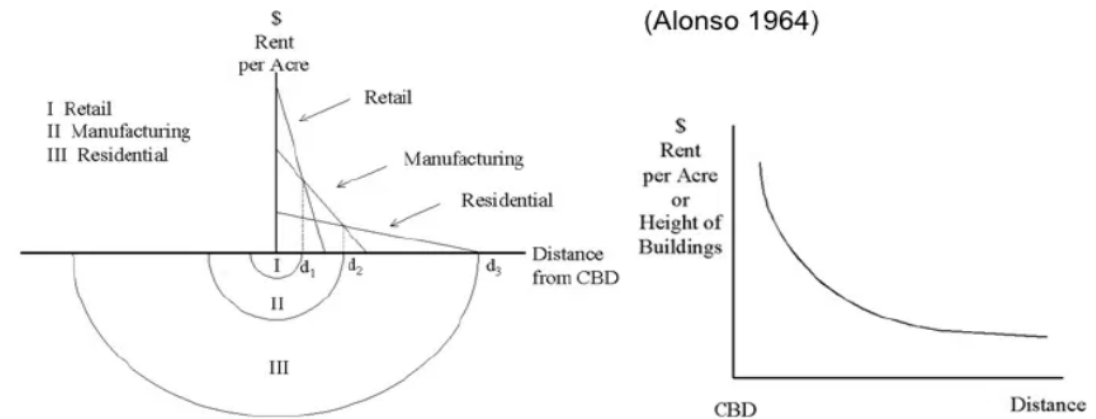 (Alonso 1964)
$
Rent
per Acre
I Retail
II Manufacturing
III Residential
Retail
Manufacturing
Residential
Distance
from CBD
I
d1
d2
d3
II
III
$
Rent
per Acre
or
Height of
Buildings
CBD
Distance